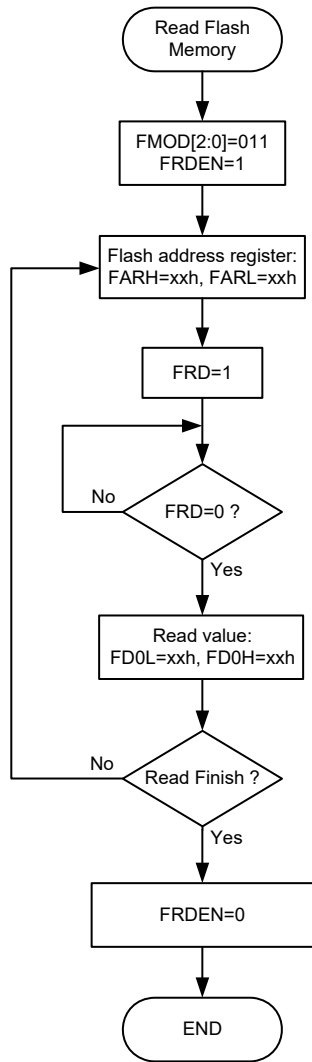 Read Flash
Memory
FMOD[2:0]=011
FRDEN=1
Flash address register:
FARH=xxh, FARL=xxh
FRD=1
No
FRD=0 ?
Yes
Read value:
FD0L=xxh, FD0H=xxh
No
Read Finish ?
Yes
FRDEN=0
END